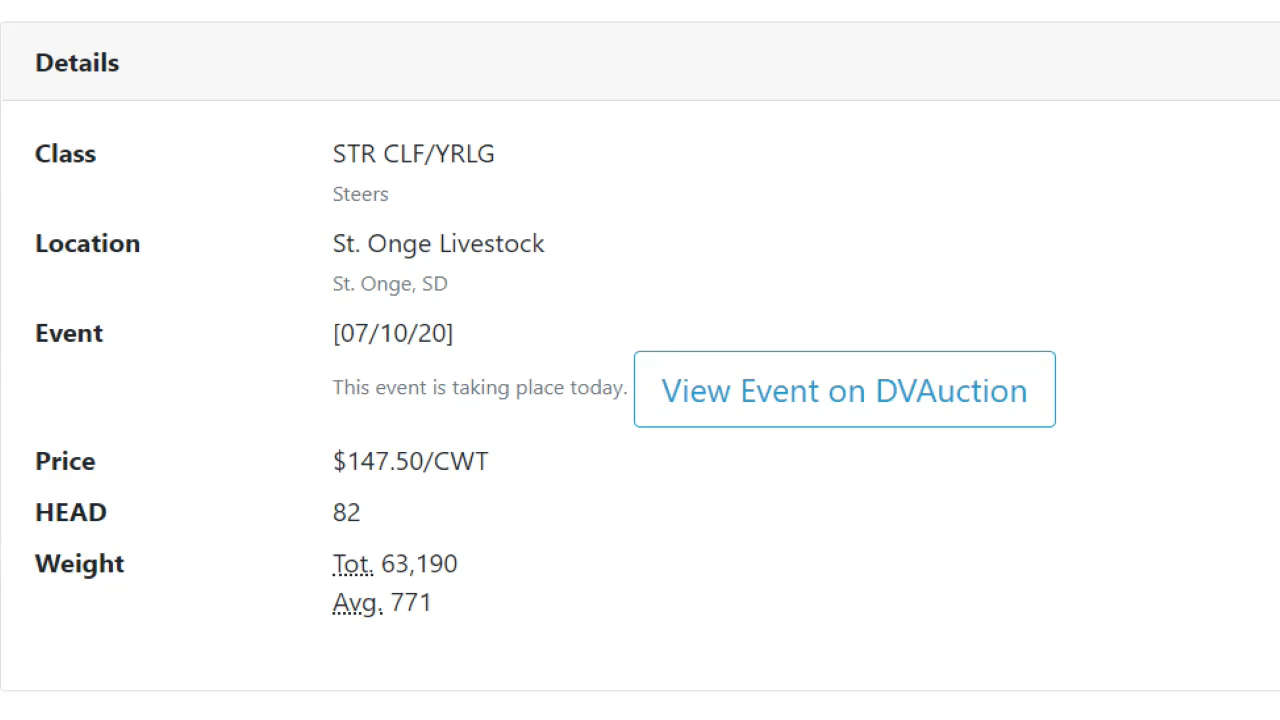 Details
Class STR CLF/YRLG
Steers
Location St. Onge Livestock
St. Onge, SD
Event [07/10/20]
This event is taking place today. View Event on DVAuction
Price $147.50/CWT
HEAD 82
Weight Tot. 63,190
Avg. 771